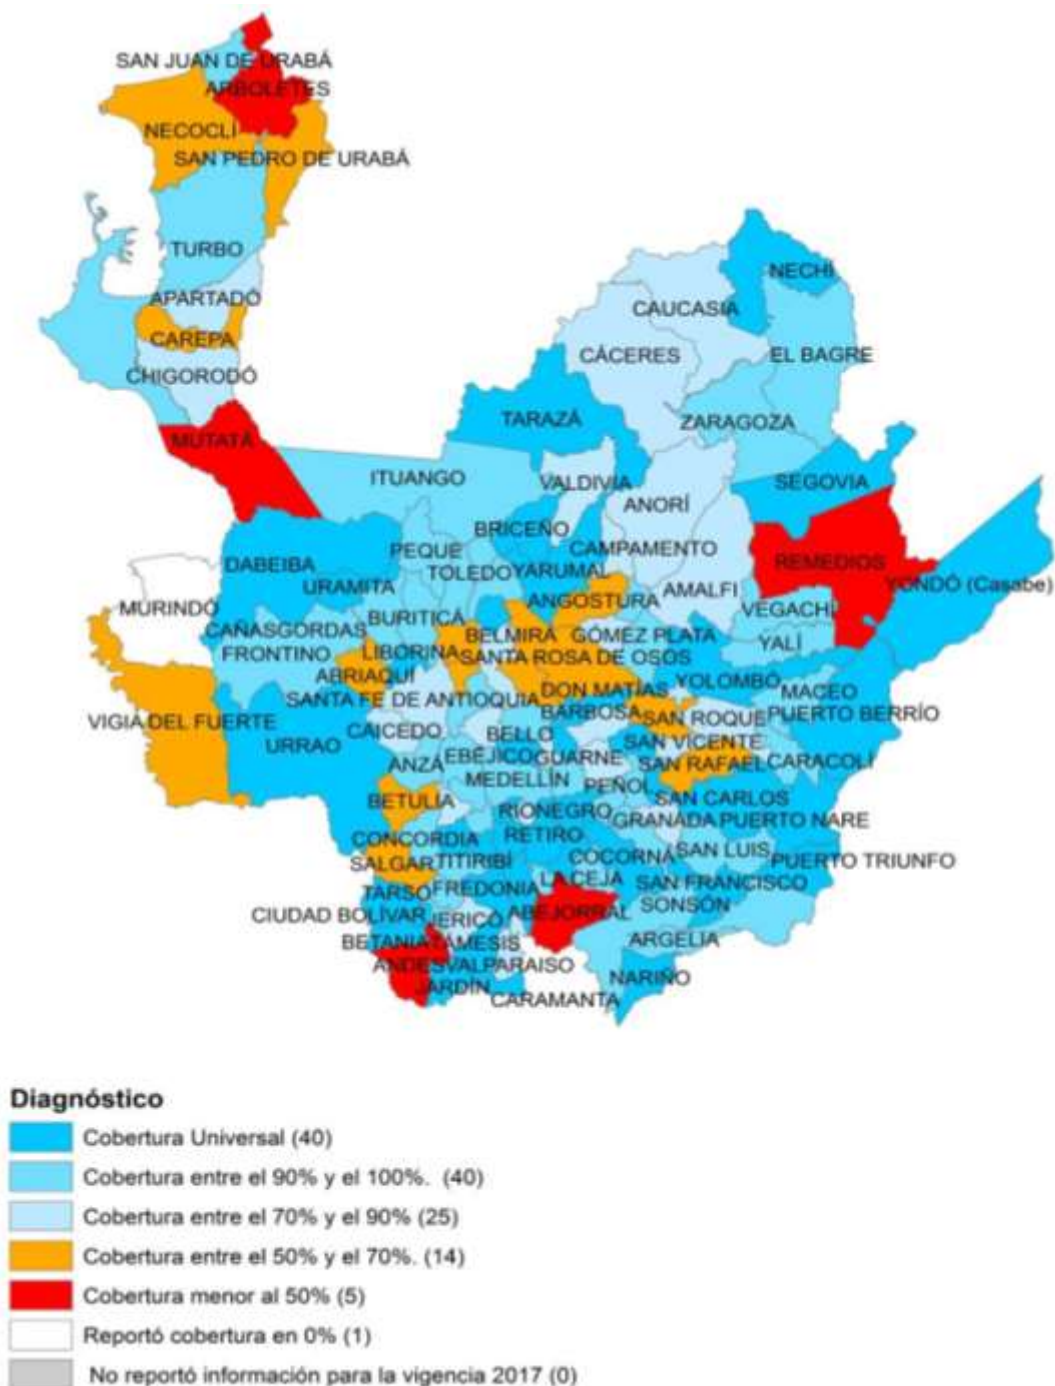 SAN JUAN DE URABÁ
ARBOLETES
NECOCLÍ
SAN PEDRO DE URABÁ
TURBO
NECHÍ
APARTADÓ
CAUCASIA
CAREPA
CÁCERES
EL BAGRE
CHIGORODÓ
TARAZÁ
ZARAGOZA
MUTATÁ
ITUANGO
VALDIVIA
SEGOVIA
ANORÍ
BRICEÑO
PEQUE
CAMPAMENTO
DABEIBA
TOLEDO
YARUMAL
REMEDIOS
URAMITA
YONDÓ (Casabe)
AMALFI
MURINDÓ
ANGOSTURA
VEGACHÍ
BURITICÁ
CAÑASGORDAS
BELMIRA
GÓMEZ PLATA
YALÍ
FRONTINO
LIBORINA
SANTA ROSA DE OSOS
ABRIAQUÍ
YOLOMBÓ
DON MATÍAS
MACEO
SANTA FE DE ANTIOQUIA
BARBOSA
SAN ROQUE
PUERTO BERRÍO
VIGIA DEL FUERTE
CAICEDO
BELLO
URRAO
SAN VICENTE
EBÉJICO
GUARNE
SAN RAFAEL
CARACOLÍ
ANZÁ
MEDELLÍN
PEÑOL
BETULIA
SAN CARLOS
RIONEGRO
GRANADA
PUERTO NARE
CONCORDIA
RETIRO
SALGAR
TITIRIBÍ
COCORNÁ
SAN LUIS
PUERTO TRIUNFO
LA CEJA
TARSO
FREDONIA
SAN FRANCISCO
SONSÓN
CIUDAD BOLÍVAR
JERICÓ
ABEJORRAL
BETANIA
TÁMESIS
ARGELIA
ANDES
VALPARAISO
JARDÍN
NARIÑO
CARAMANTA
Diagnóstico
Cobertura Universal (40)
Cobertura entre el 90% y el 100%. (40)
Cobertura entre el 70% y el 90% (25)
Cobertura entre el 50% y el 70%. (14)
Cobertura menor al 50% (5)
Reportó cobertura en 0% (1)
No reportó información para la vigencia 2017 (0)